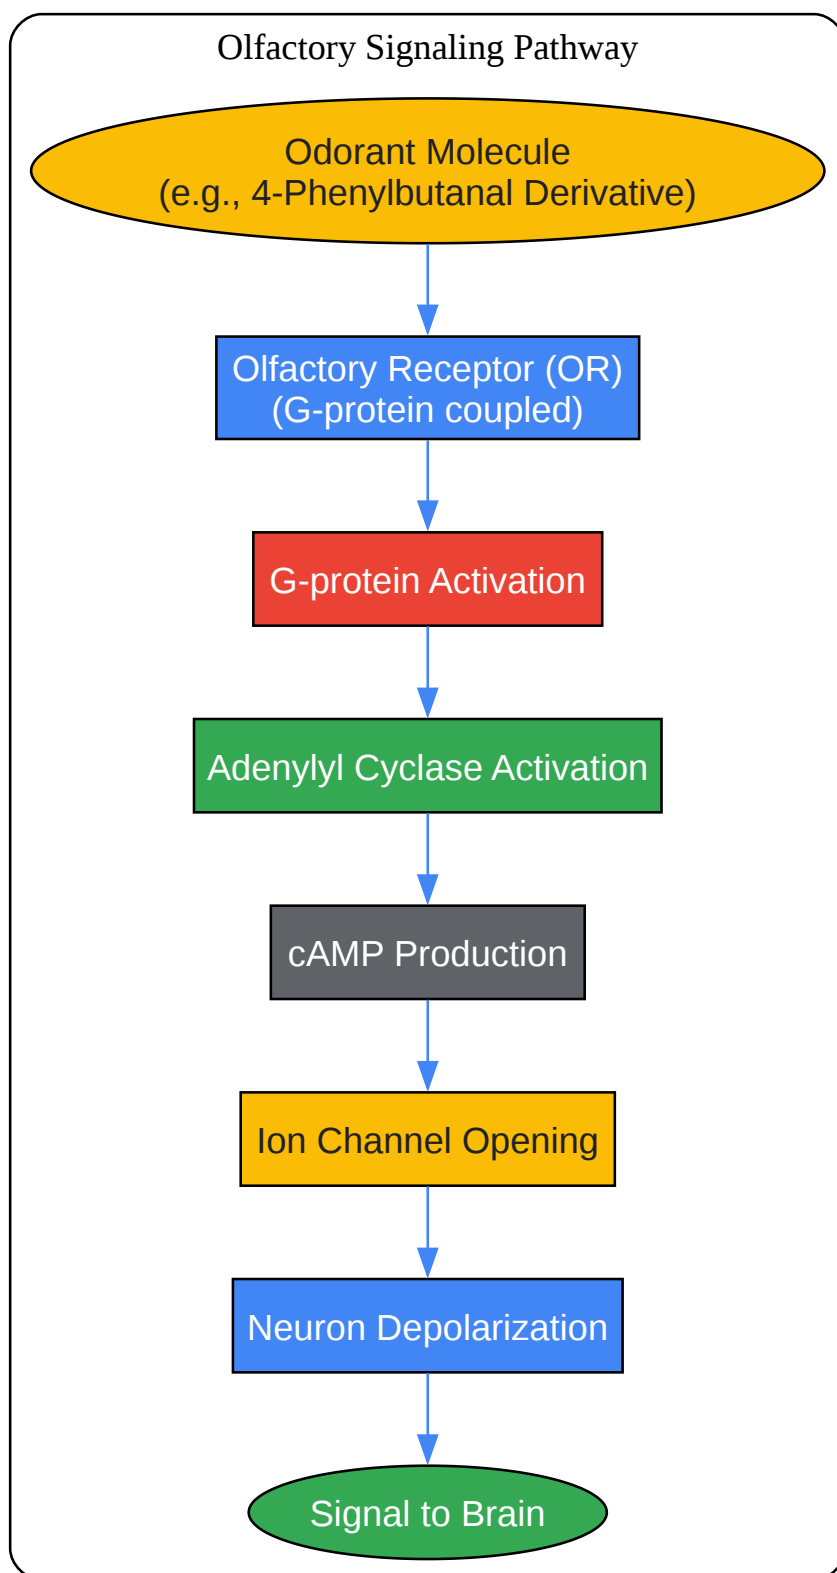 Olfactory Signaling Pathway
Odorant Molecule
(e.g., 4-Phenylbutanal Derivative)
Olfactory Receptor (OR)
(G-protein coupled)
G-protein Activation
Adenylyl Cyclase Activation
cAMP Production
Ion Channel Opening
Neuron Depolarization
Signal to Brain